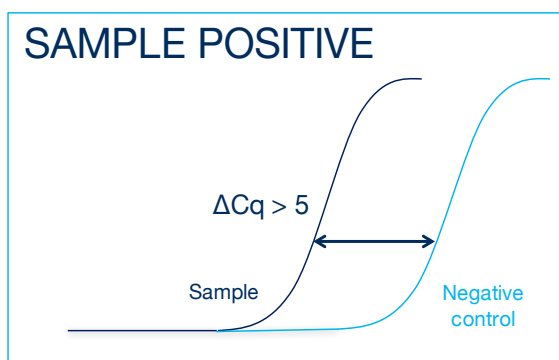 SAMPLE POSITIVE
ΔCq > 5
Sample
Negative
control